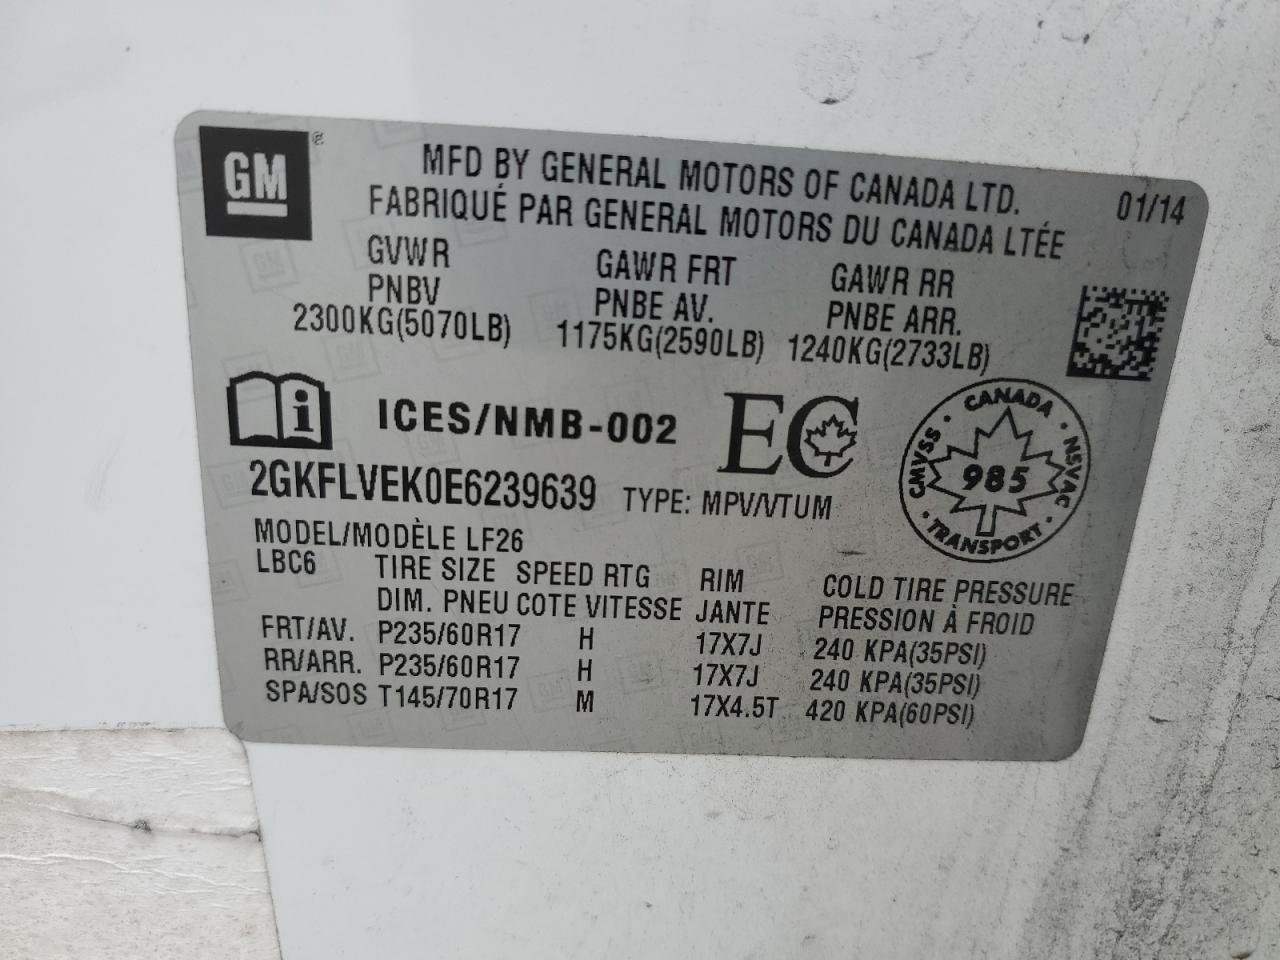 GM
MFD BY GENERAL MOTORS OF CANADA LTD. 01/14
FABRIQUÉ PAR GENERAL MOTORS DU CANADA LTÉE
GVWR GAWR FRT GAWR RR
PNBV PNBE AV. PNBE ARR.
2300KG(5070LB) 1175KG(2590LB) 1240KG(2733LB)
i ICES/NMB-002 EC
CANADA
CMVSS 985 NSVAC
TRANSPORT
2GKFLVEK0E6239639 TYPE: MPV/VTUM
MODEL/MODÈLE LF26
LBC6 TIRE SIZE SPEED RTG RIM COLD TIRE PRESSURE
DIM. PNEU COTE VITESSE JANTE PRESSION À FROID
FRT/AV. P235/60R17 H 17X7J 240 KPA(35PSI)
RR/ARR. P235/60R17 H 17X7J 240 KPA(35PSI)
SPA/SOS T145/70R17 M 17X4.5T 420 KPA(60PSI)